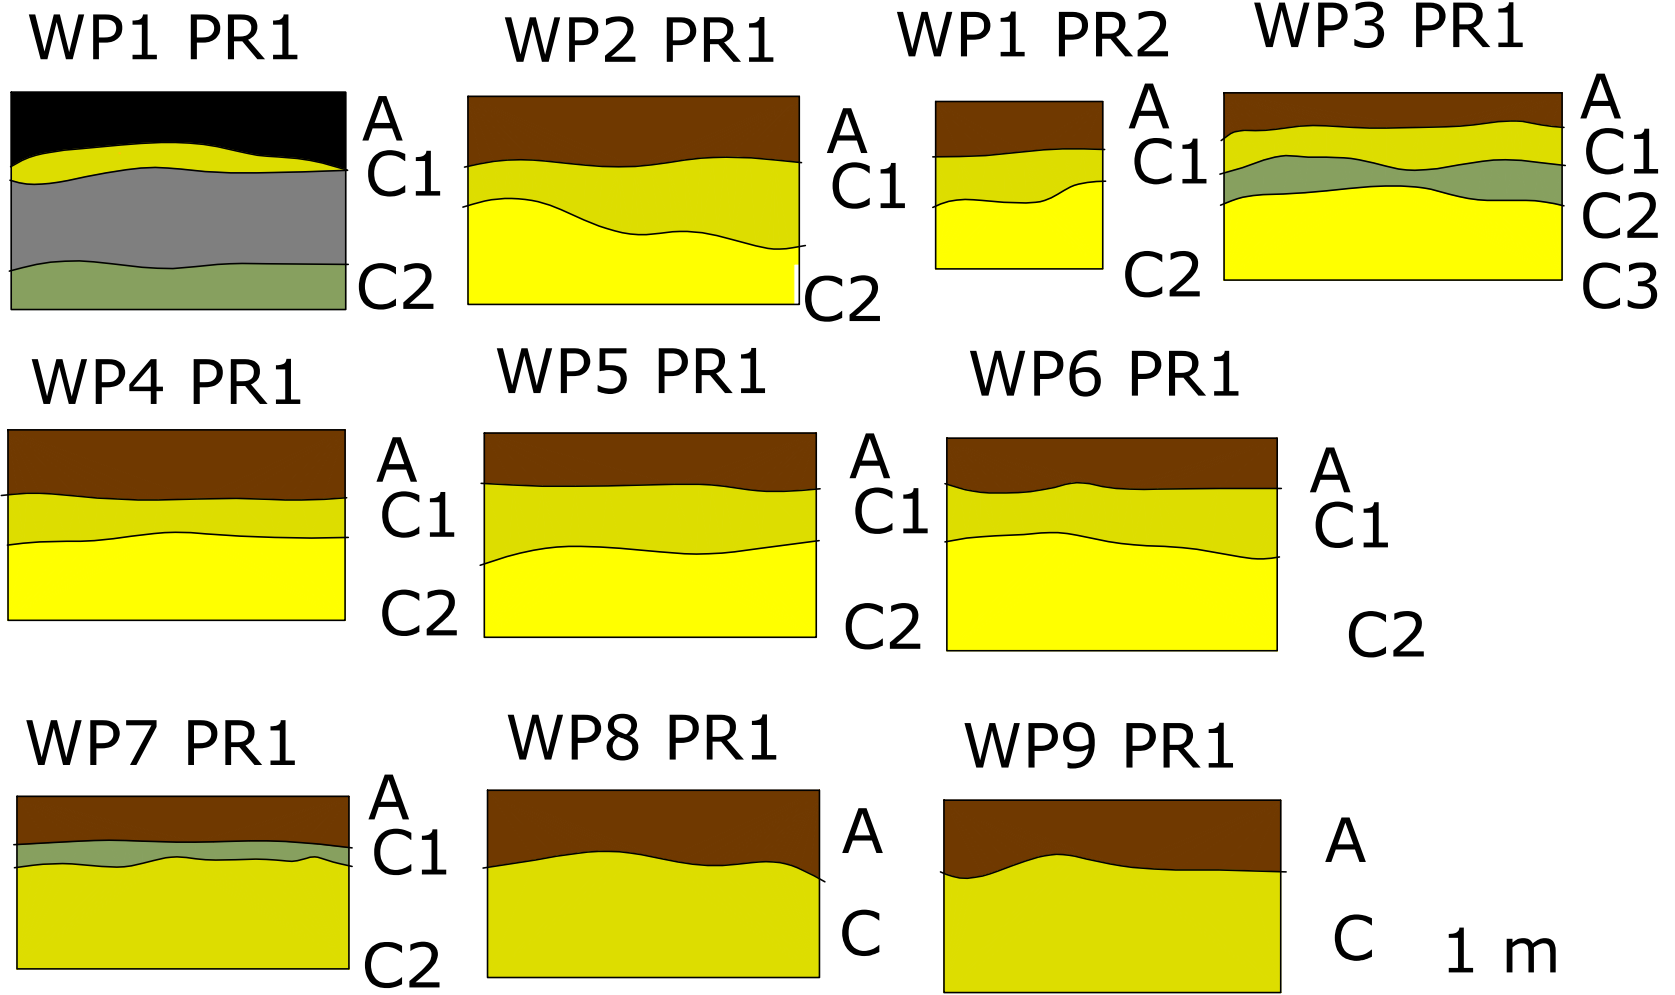 WP1 PR1
A
C1
C2
WP2 PR1
A
C1
C2
WP1 PR2
A
C1
C2
WP3 PR1
A
C1
C2
C3
WP4 PR1
A
C1
C2
WP5 PR1
A
C1
C2
WP6 PR1
A
C1
C2
WP7 PR1
A
C1
C2
WP8 PR1
A
C
WP9 PR1
A
C
1 m